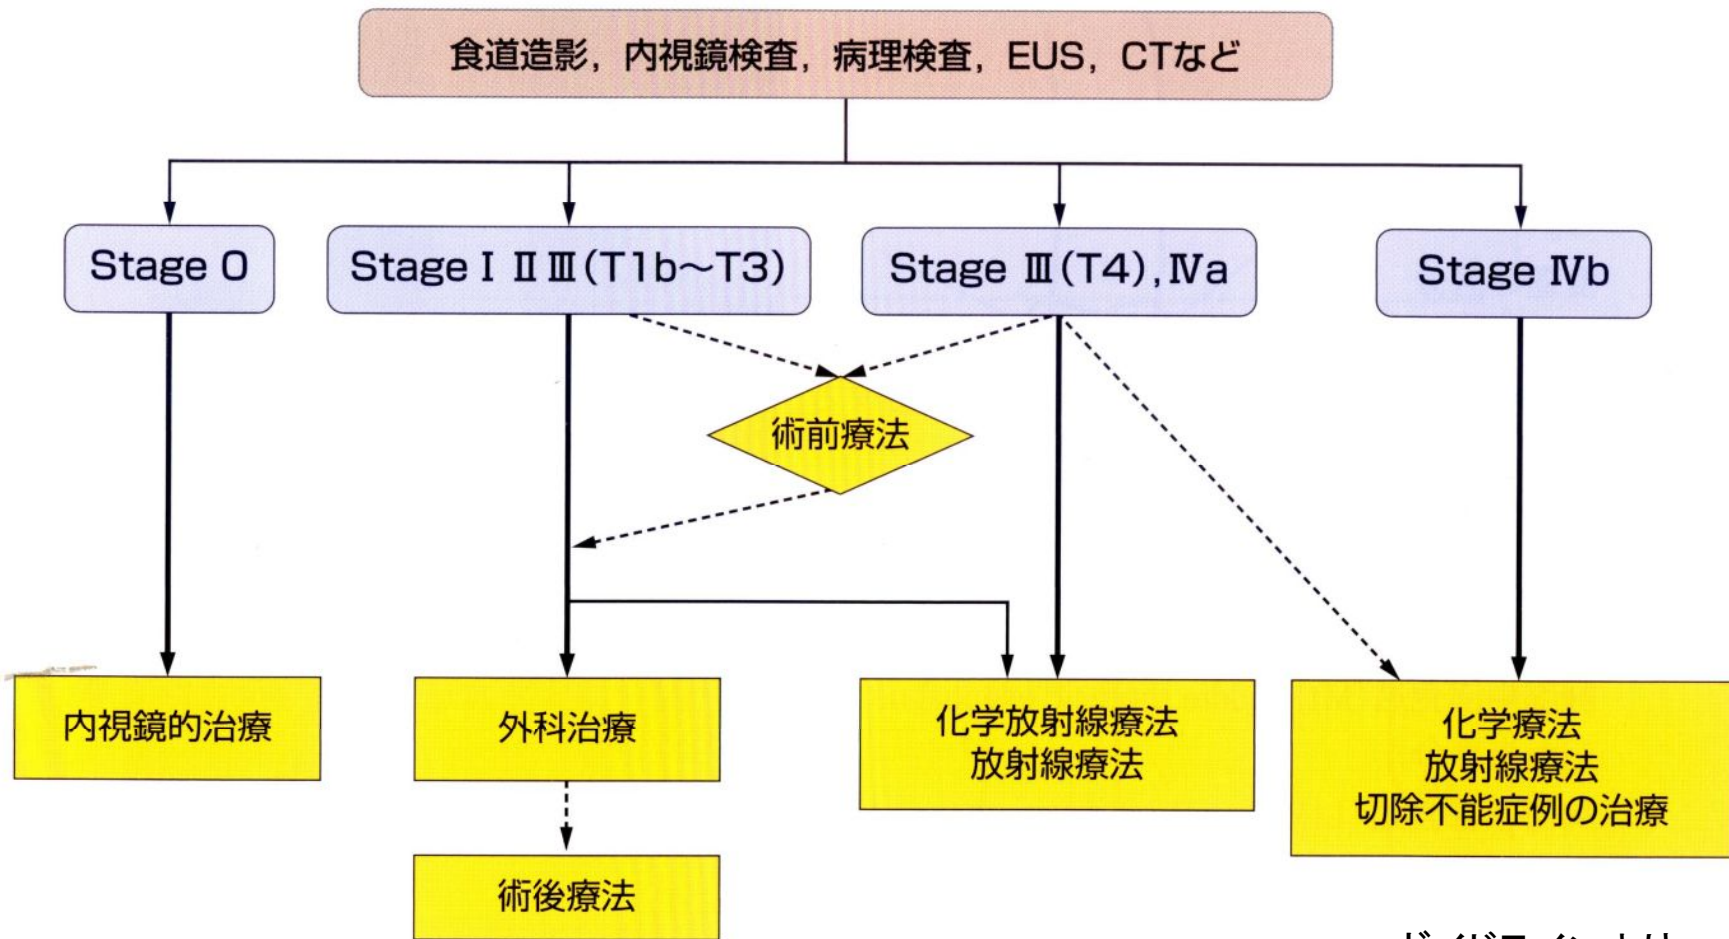 食道造影，内視鏡検査，病理検査，EUS，CTなど
Stage 0
Stage Ⅰ Ⅱ Ⅲ(T1b～T3)
Stage Ⅲ(T4),Ⅳa
Stage Ⅳb
術前療法
内視鏡的治療
外科治療
化学放射線療法
放射線療法
化学療法
放射線療法
切除不能症例の治療
術後療法